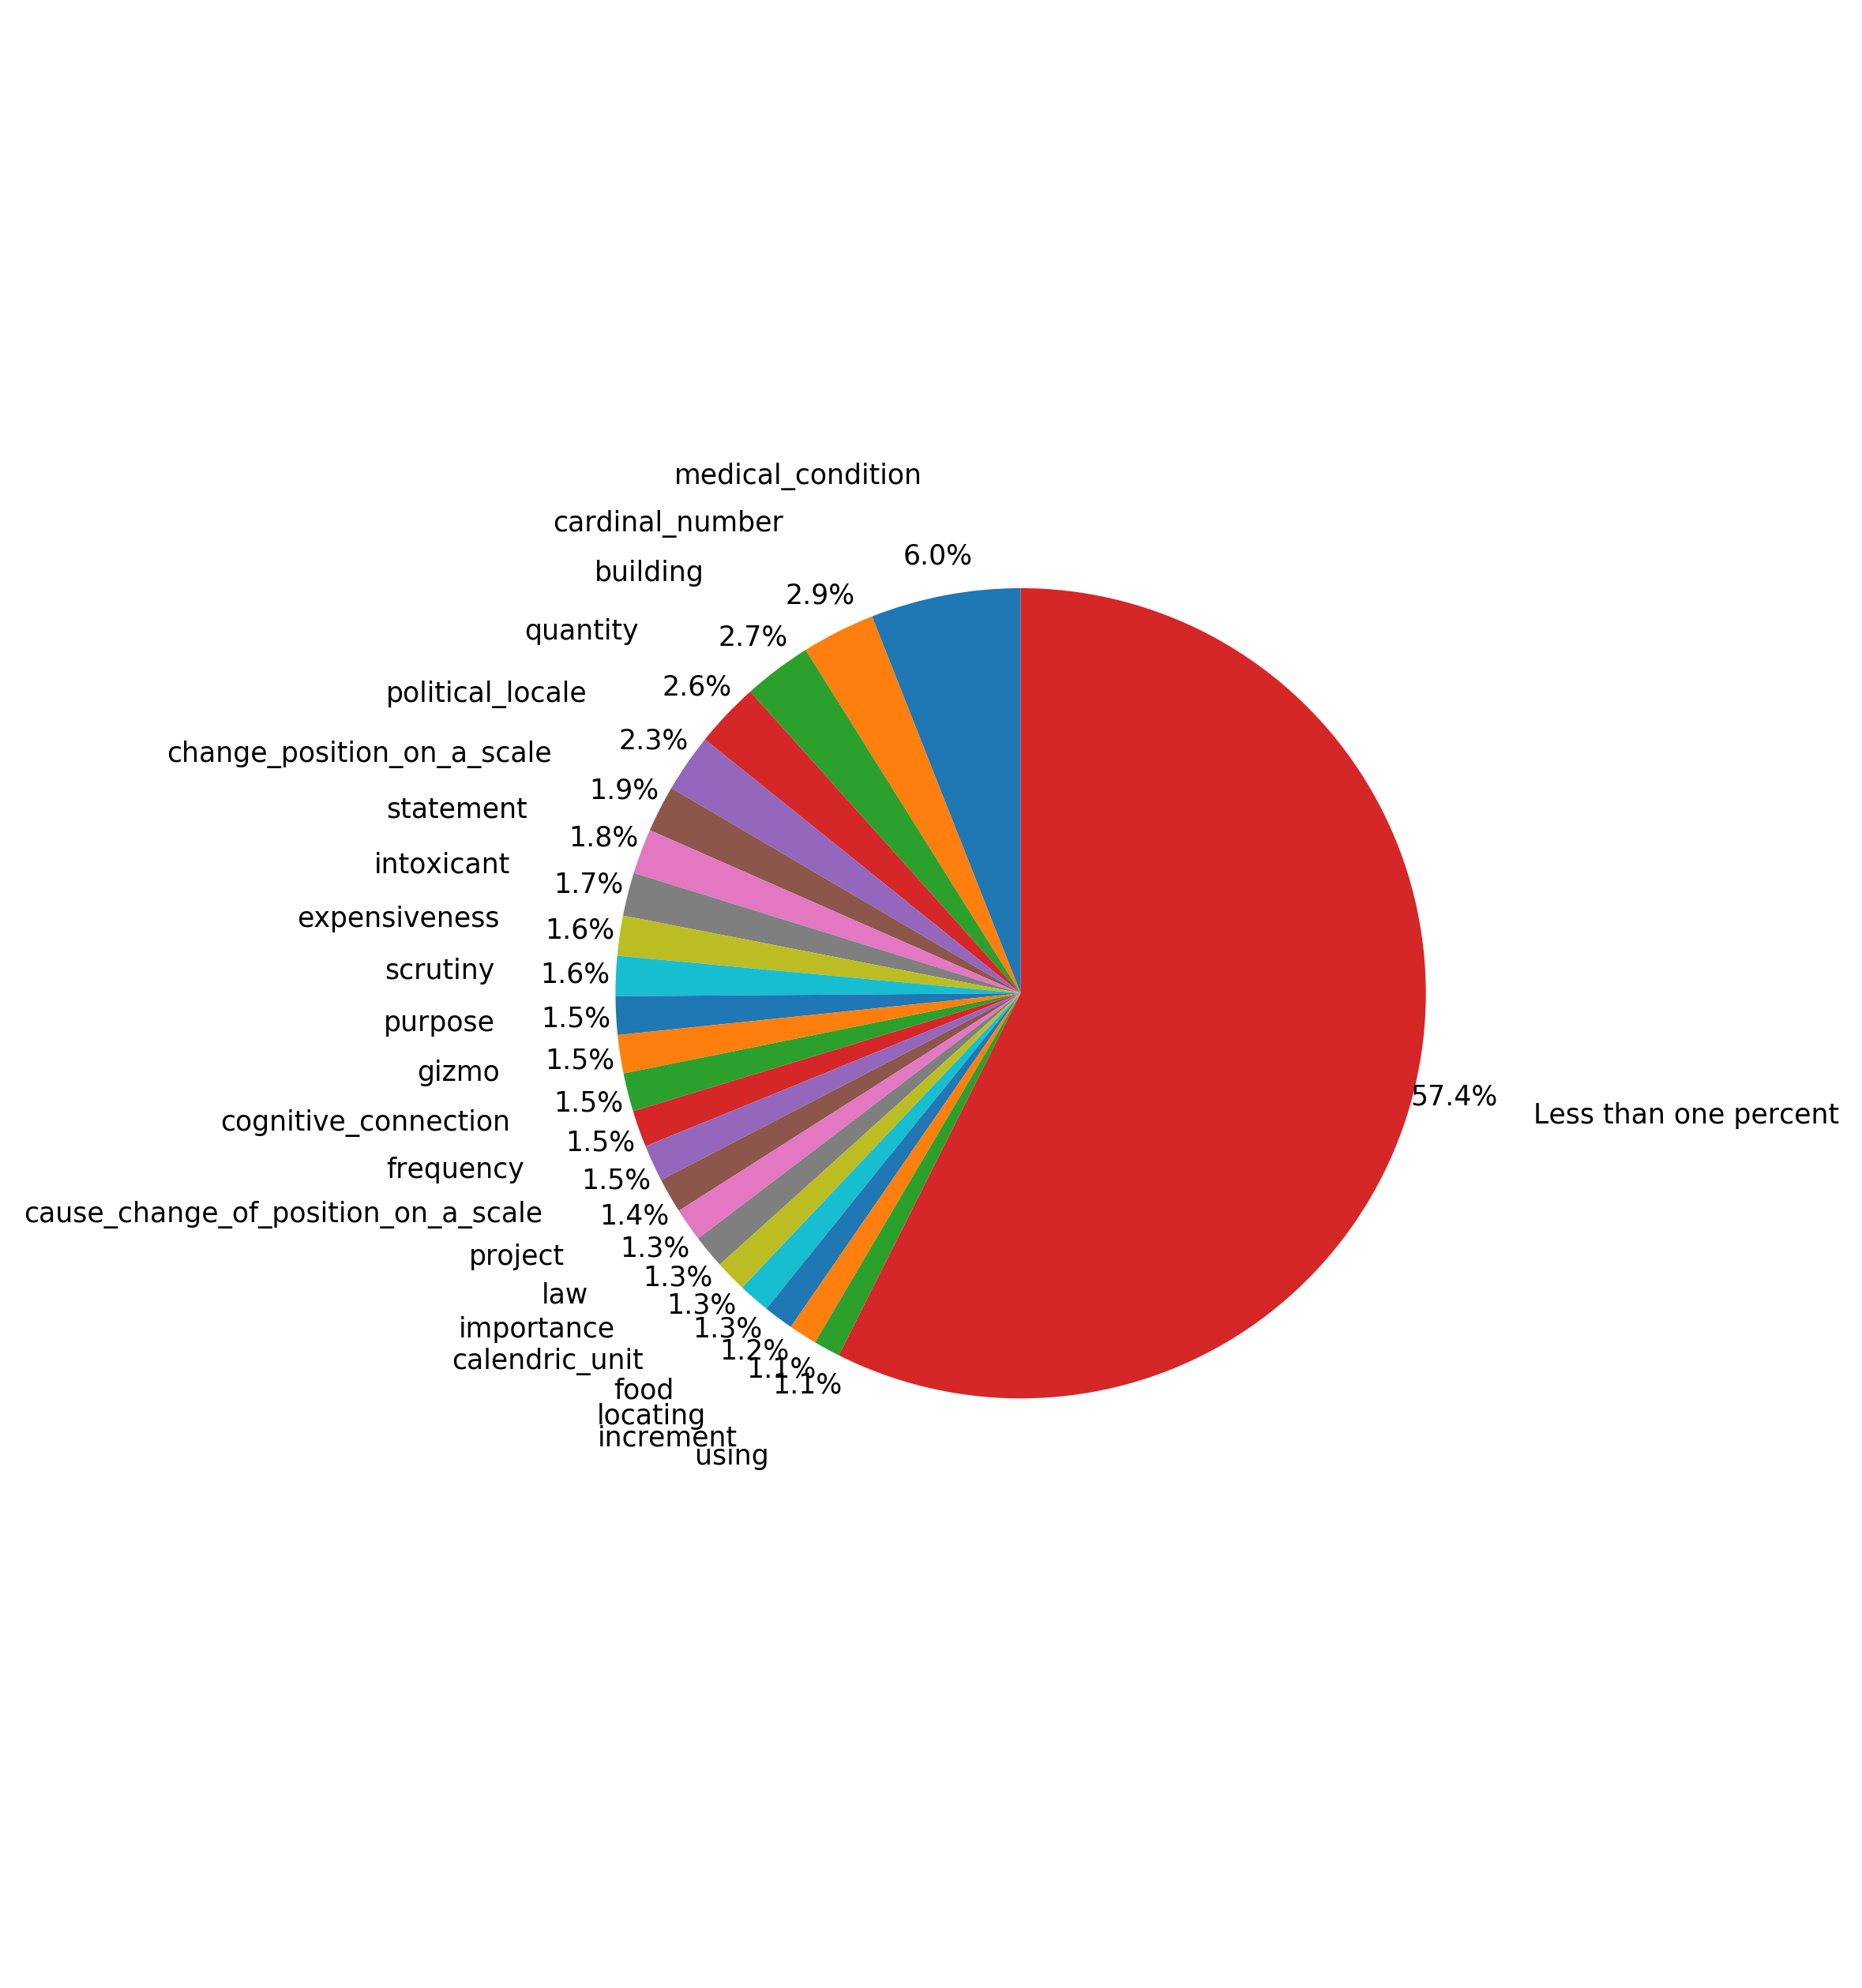 medical_condition
6.0%
cardinal_number
2.9%
building
2.7%
quantity
2.6%
political_locale
2.3%
change_position_on_a_scale
1.9%
statement
1.8%
intoxicant
1.7%
expensiveness
1.6%
scrutiny
1.6%
purpose
1.5%
gizmo
1.5%
cognitive_connection
1.5%
frequency
1.5%
cause_change_of_position_on_a_scale
1.5%
project
1.4%
law
1.3%
importance
1.3%
calendric_unit
1.3%
food
1.3%
locating
1.2%
increment
1.1%
using
1.1%
57.4%
Less than one percent